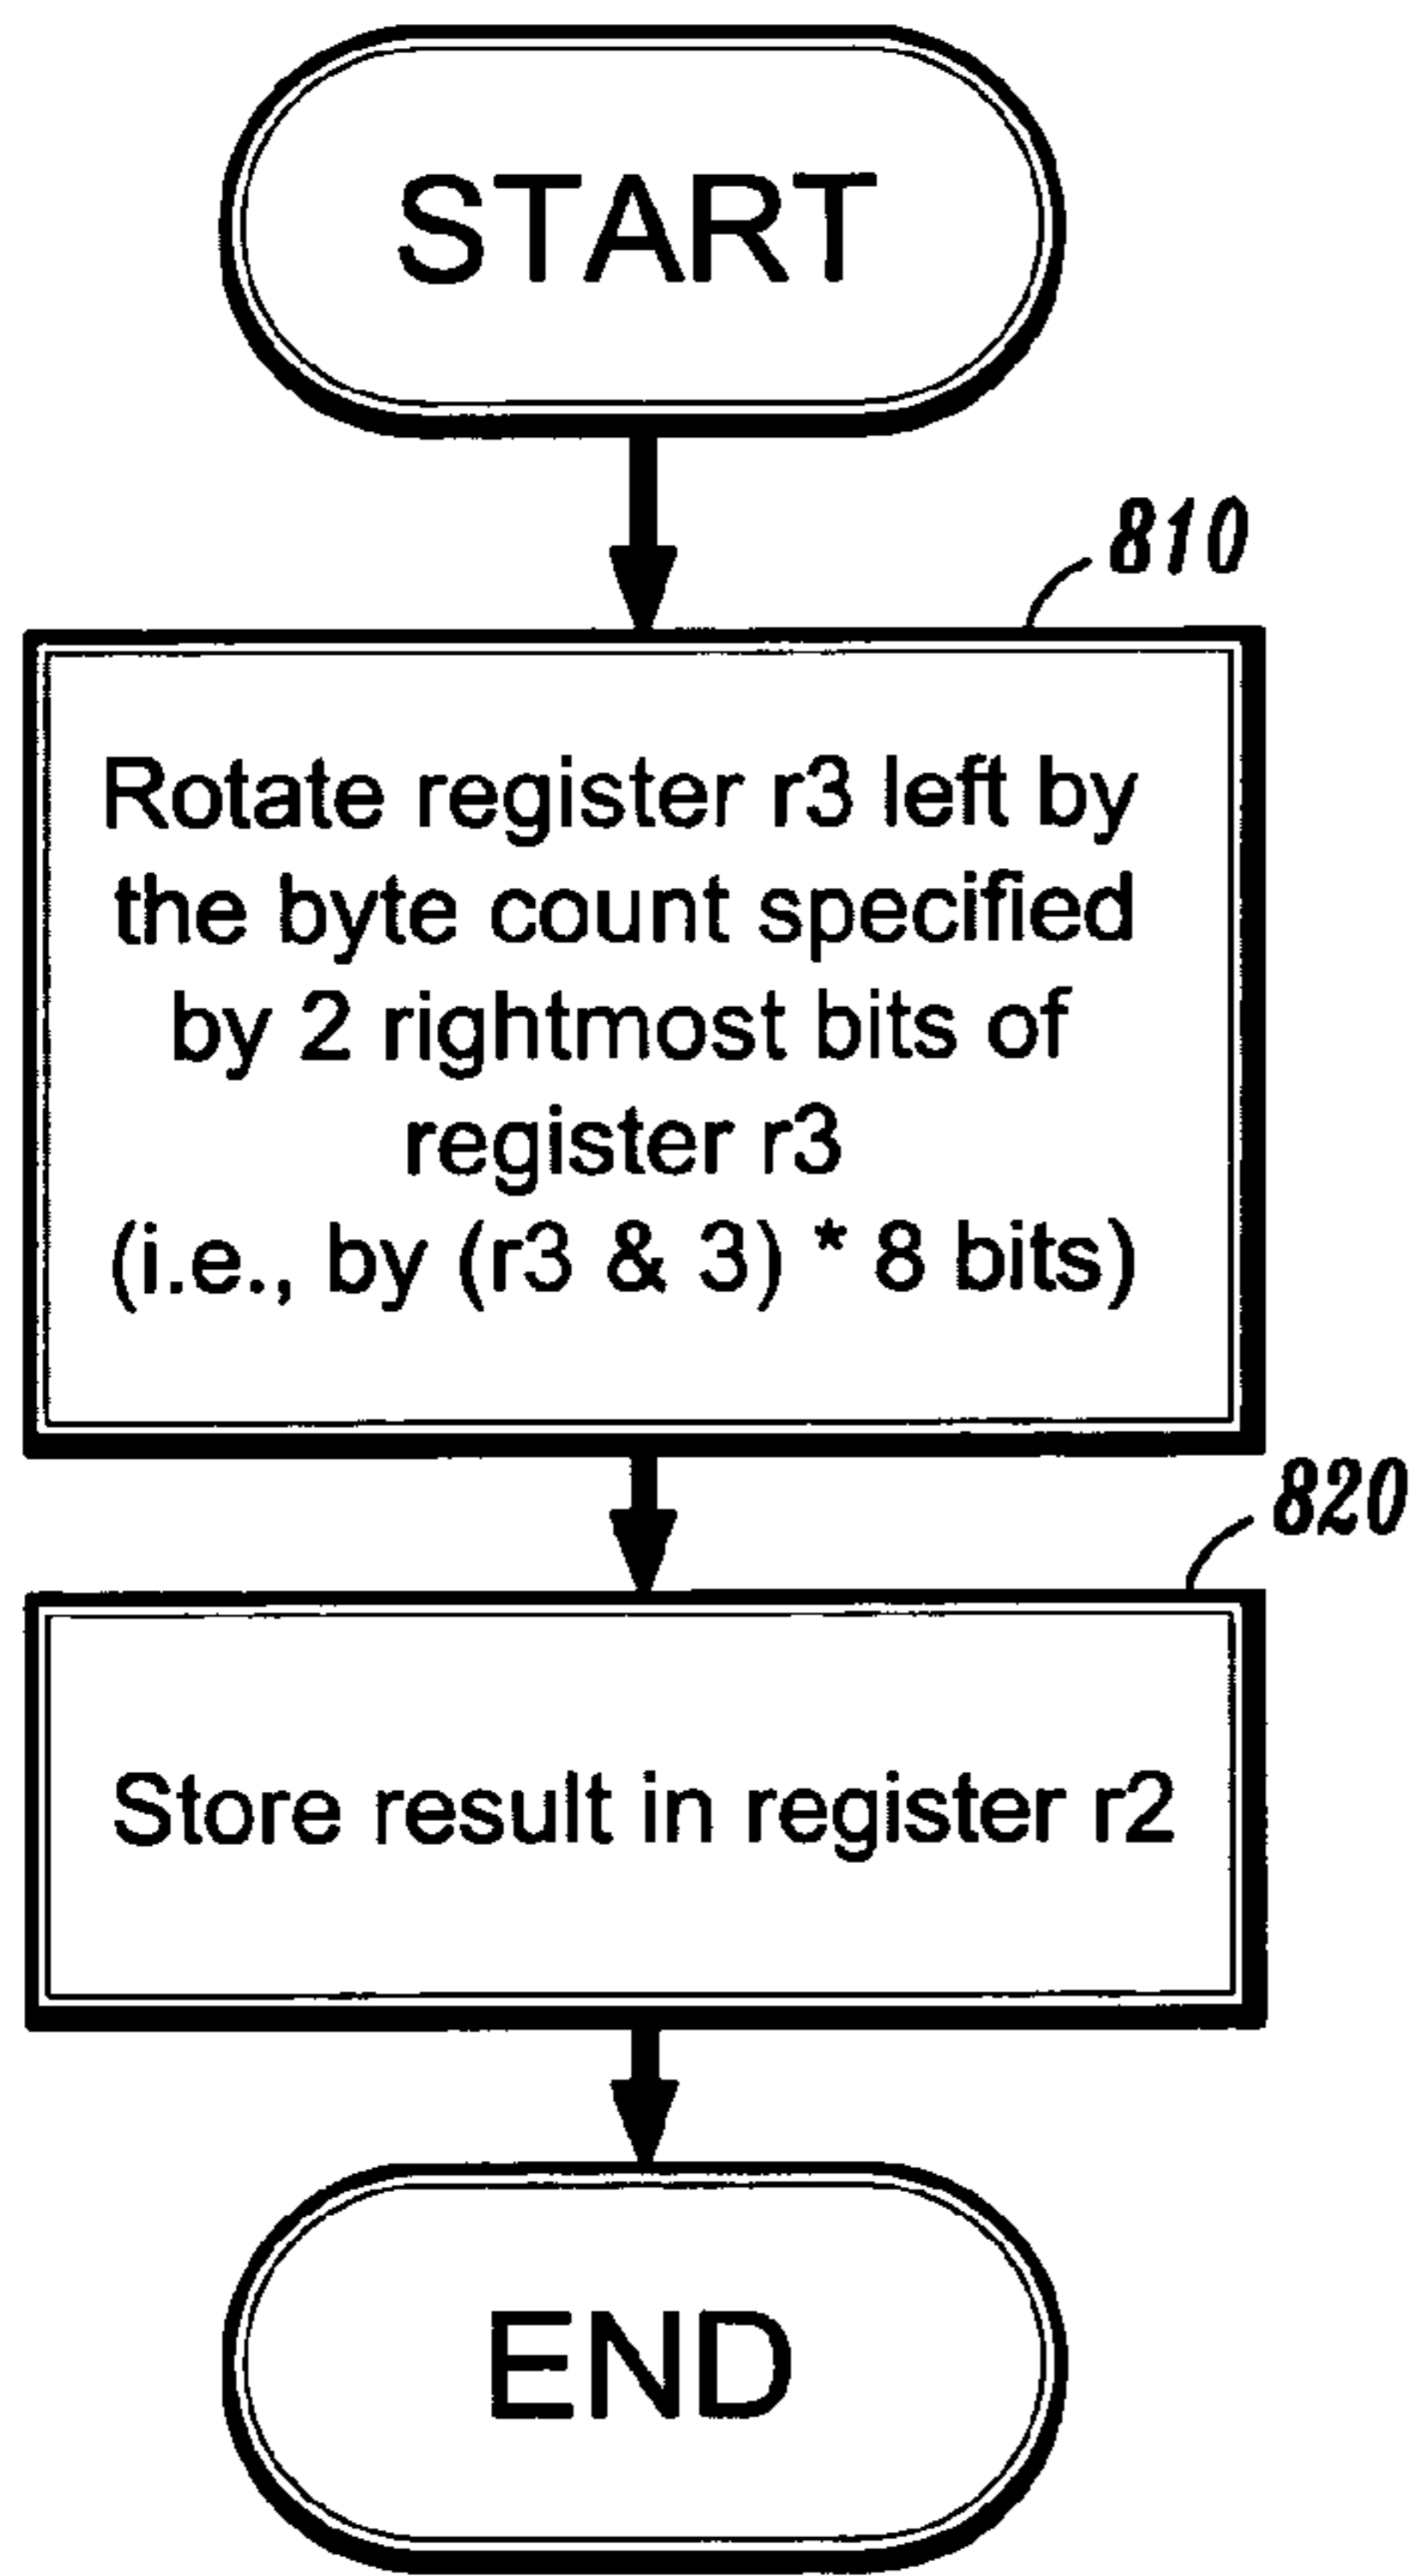 START
810
Rotate register r3 left by
the byte count specified
by 2 rightmost bits of
register r3
(i.e., by (r3 & 3) * 8 bits)
820
Store result in register r2
END